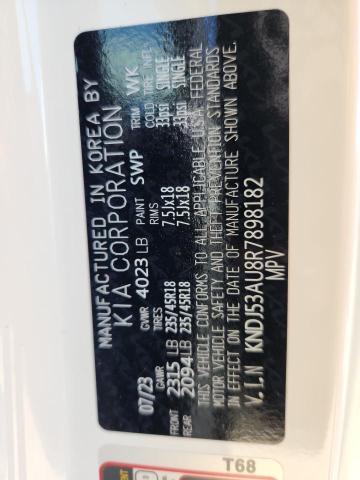 MANUFACTURED IN KOREA BY
KIA CORPORATION
07/23 GVWR 4023 LB PAINT SWP TRIM WK
GAWR TIRES RIMS COLD TIRE INFL.
FRONT 2315 LB 235/45R18 7.5Jx18 33psi SINGLE
REAR 2094 LB 235/45R18 7.5Jx18 33psi SINGLE
THIS VEHICLE CONFORMS TO ALL APPLICABLE U.S.A. FEDERAL
MOTOR VEHICLE SAFETY AND THEFT PREVENTION STANDARDS
IN EFFECT ON THE DATE OF MANUFACTURE SHOWN ABOVE.
V.I.N KNDJ53AU8R7898182
MPV
T68